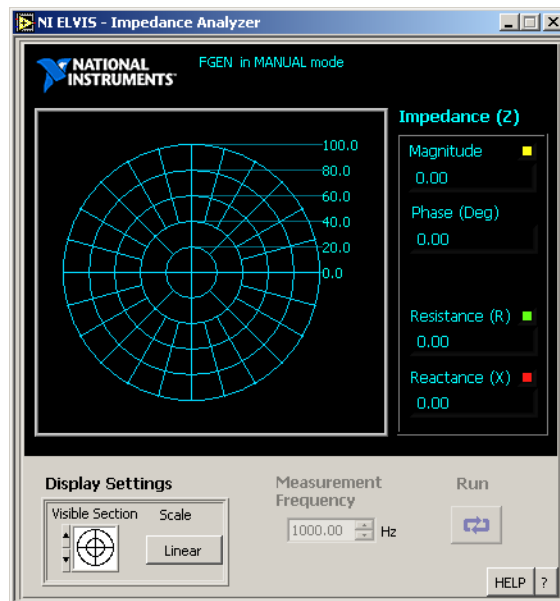 NI ELVIS - Impedance Analyzer
NATIONAL INSTRUMENTS™
FGEN in MANUAL mode
100.0
80.0
60.0
40.0
20.0
0.0
Impedance (Z)
Magnitude
0.00
Phase (Deg)
0.00
Resistance (R)
0.00
Reactance (X)
0.00
Display Settings
Visible Section
Scale
Linear
Measurement
Frequency
1000.00 Hz
Run
HELP ?